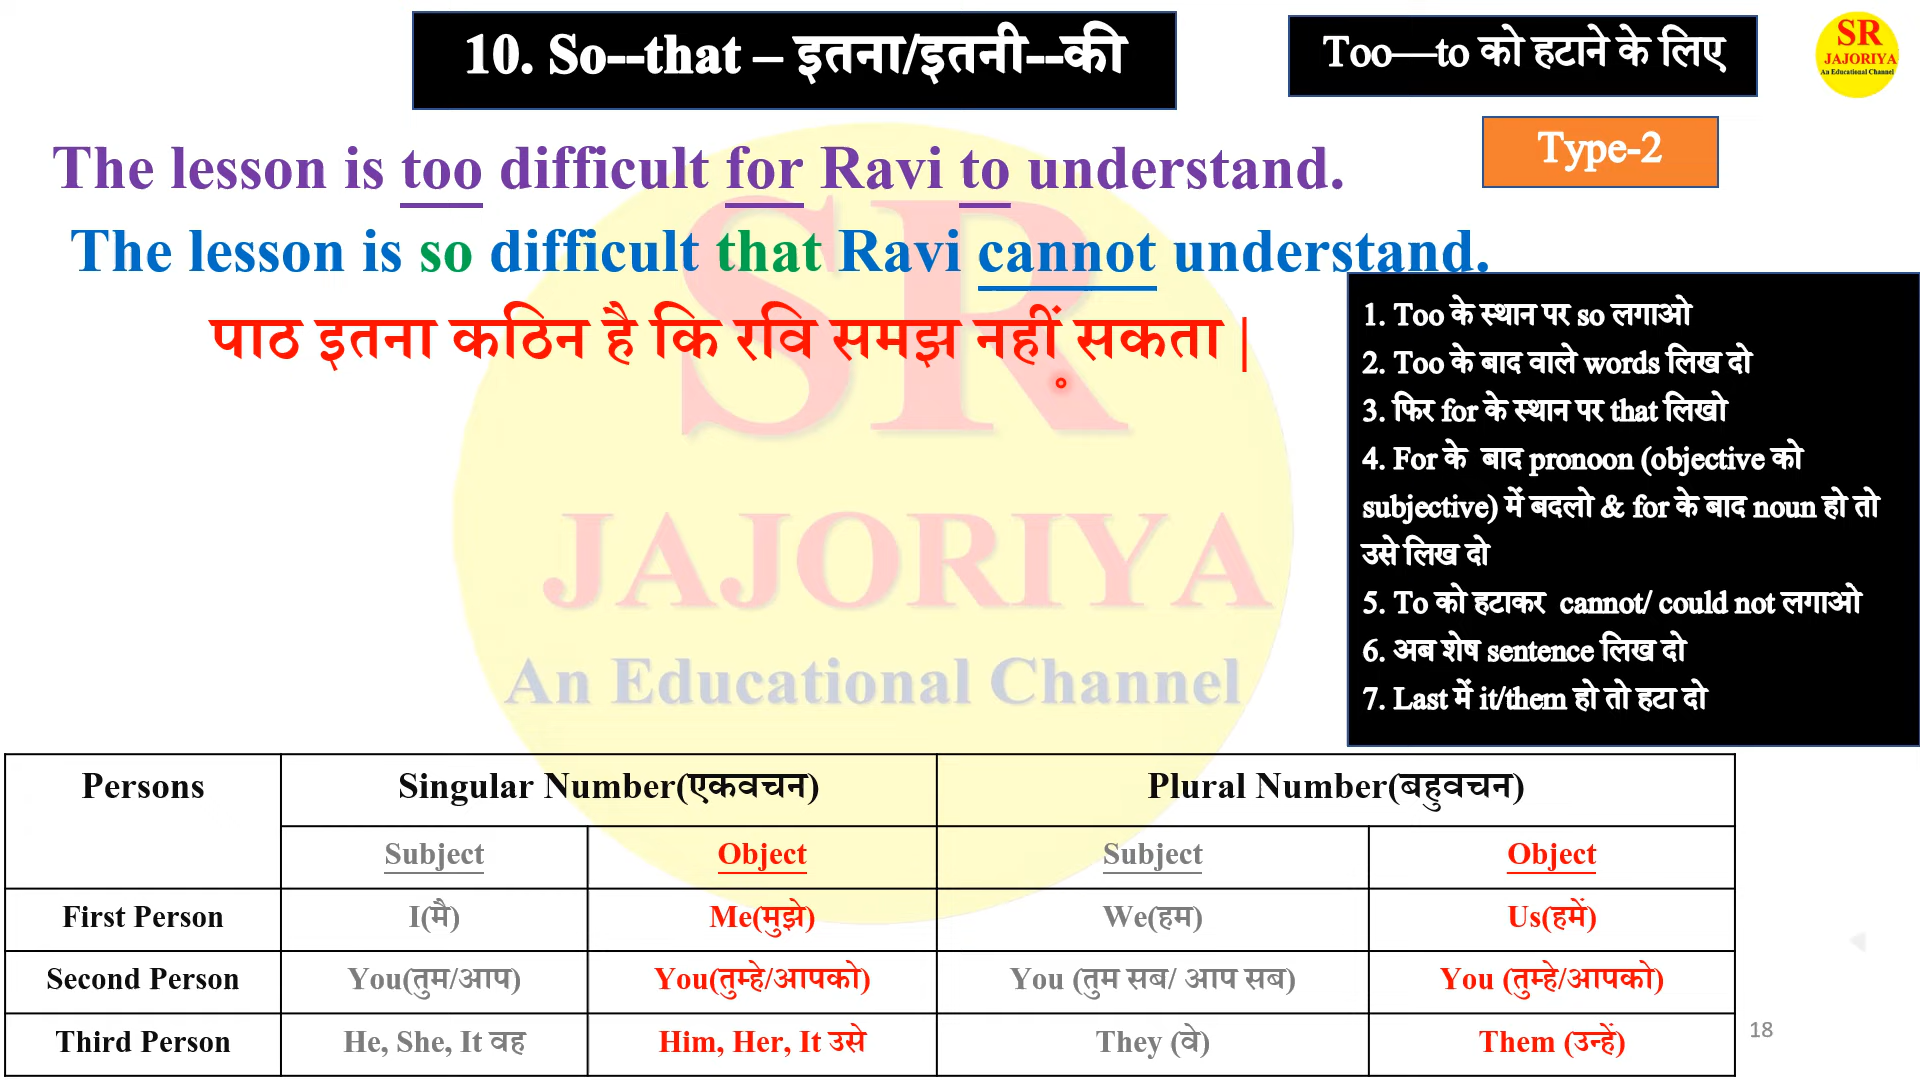 10. So--that – इतना/इतनी--की
Too—to को हटाने के लिए
SR
JAJORIYA
An Educational Channel
Type-2
The lesson is too difficult for Ravi to understand.
The lesson is so difficult that Ravi cannot understand.
पाठ इतना कठिन है कि रवि समझ नहीं सकता |
1. Too के स्थान पर so लगाओ
2. Too के बाद वाले words लिख दो
3. फिर for के स्थान पर that लिखो
4. For के बाद pronoon (objective को
subjective) में बदलो & for के बाद noun हो तो
उसे लिख दो
5. To को हटाकर cannot/ could not लगाओ
6. अब शेष sentence लिख दो
7. Last में it/them हो तो हटा दो
SR
JAJORIYA
An Educational Channel
Persons Singular Number(एकवचन) Plural Number(बहुवचन)
Subject Object Subject Object
First Person I(मै) Me(मुझे) We(हम) Us(हमें)
Second Person You(तुम/आप) You(तुम्हे/आपको) You (तुम सब/ आप सब) You (तुम्हे/आपको)
Third Person He, She, It वह Him, Her, It उसे They (वे) Them (उन्हें)
18